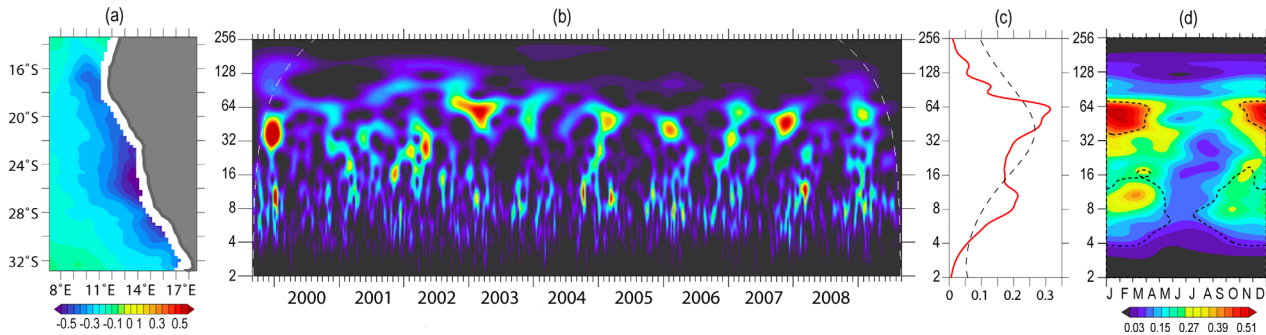 (a)
16°S
20°S
24°S
28°S
32°S
8°E 11°E 14°E 17°E
-0.5 -0.3 -0.1 0.1 0.3 0.5
(b)
256
128
64
32
16
8
4
2
2000 2001 2002 2003 2004 2005 2006 2007 2008
(c)
256
128
64
32
16
8
4
2
0 0.1 0.2 0.3
(d)
256
128
64
32
16
8
4
2
J F M A M J J A S O N D
0.03 0.15 0.27 0.39 0.51